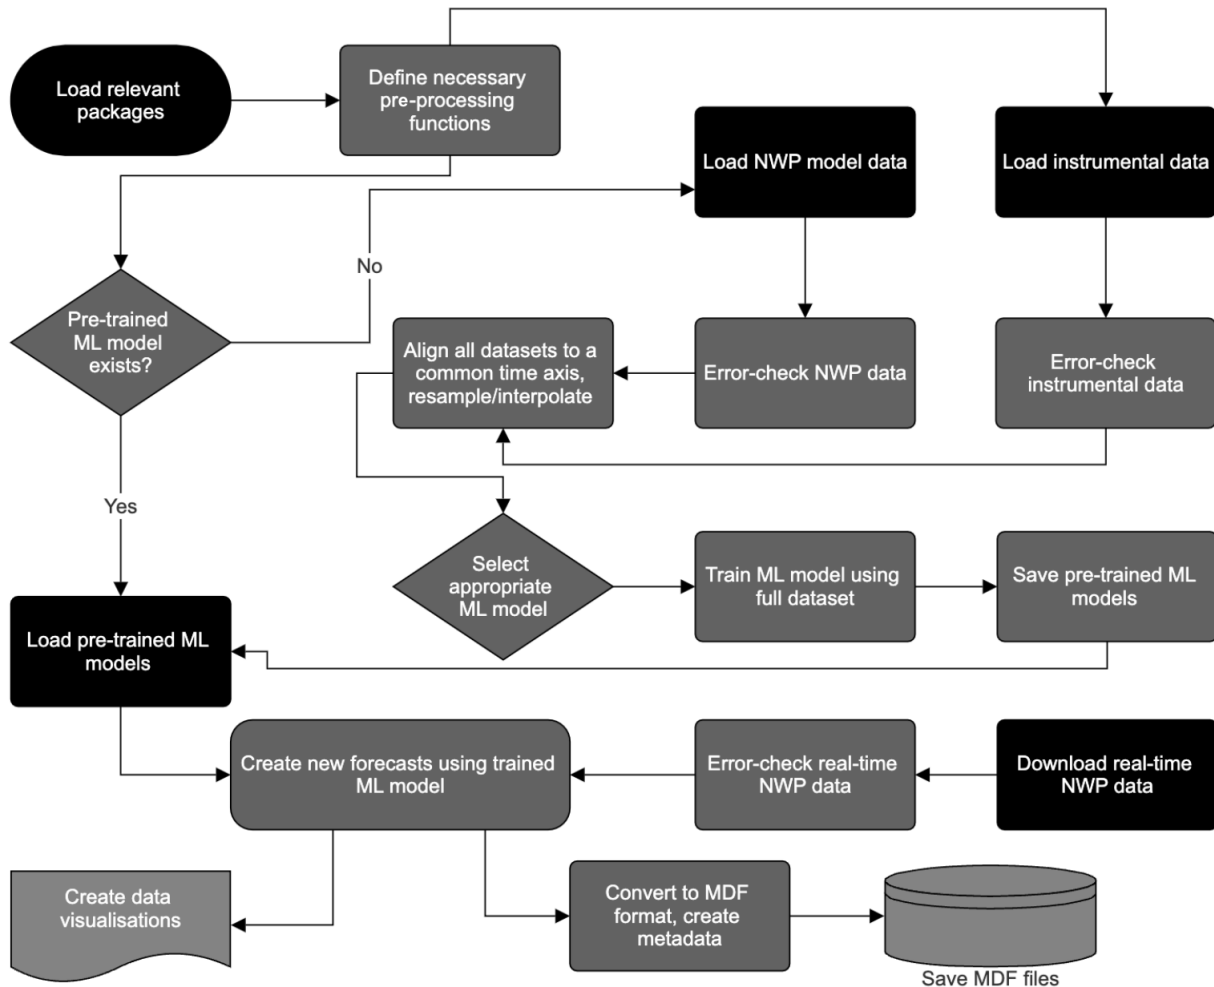 Load relevant
packages
Define necessary
pre-processing
functions
Load NWP model data
Load instrumental data
No
Pre-trained
ML model
exists?
Align all datasets to a
common time axis,
resample/interpolate
Error-check NWP data
Error-check
instrumental data
Yes
Select
appropriate
ML model
Train ML model using
full dataset
Save pre-trained ML
models
Load pre-trained ML
models
Create new forecasts using trained
ML model
Error-check real-time
NWP data
Download real-time
NWP data
Create data
visualisations
Convert to MDF
format, create
metadata
Save MDF files